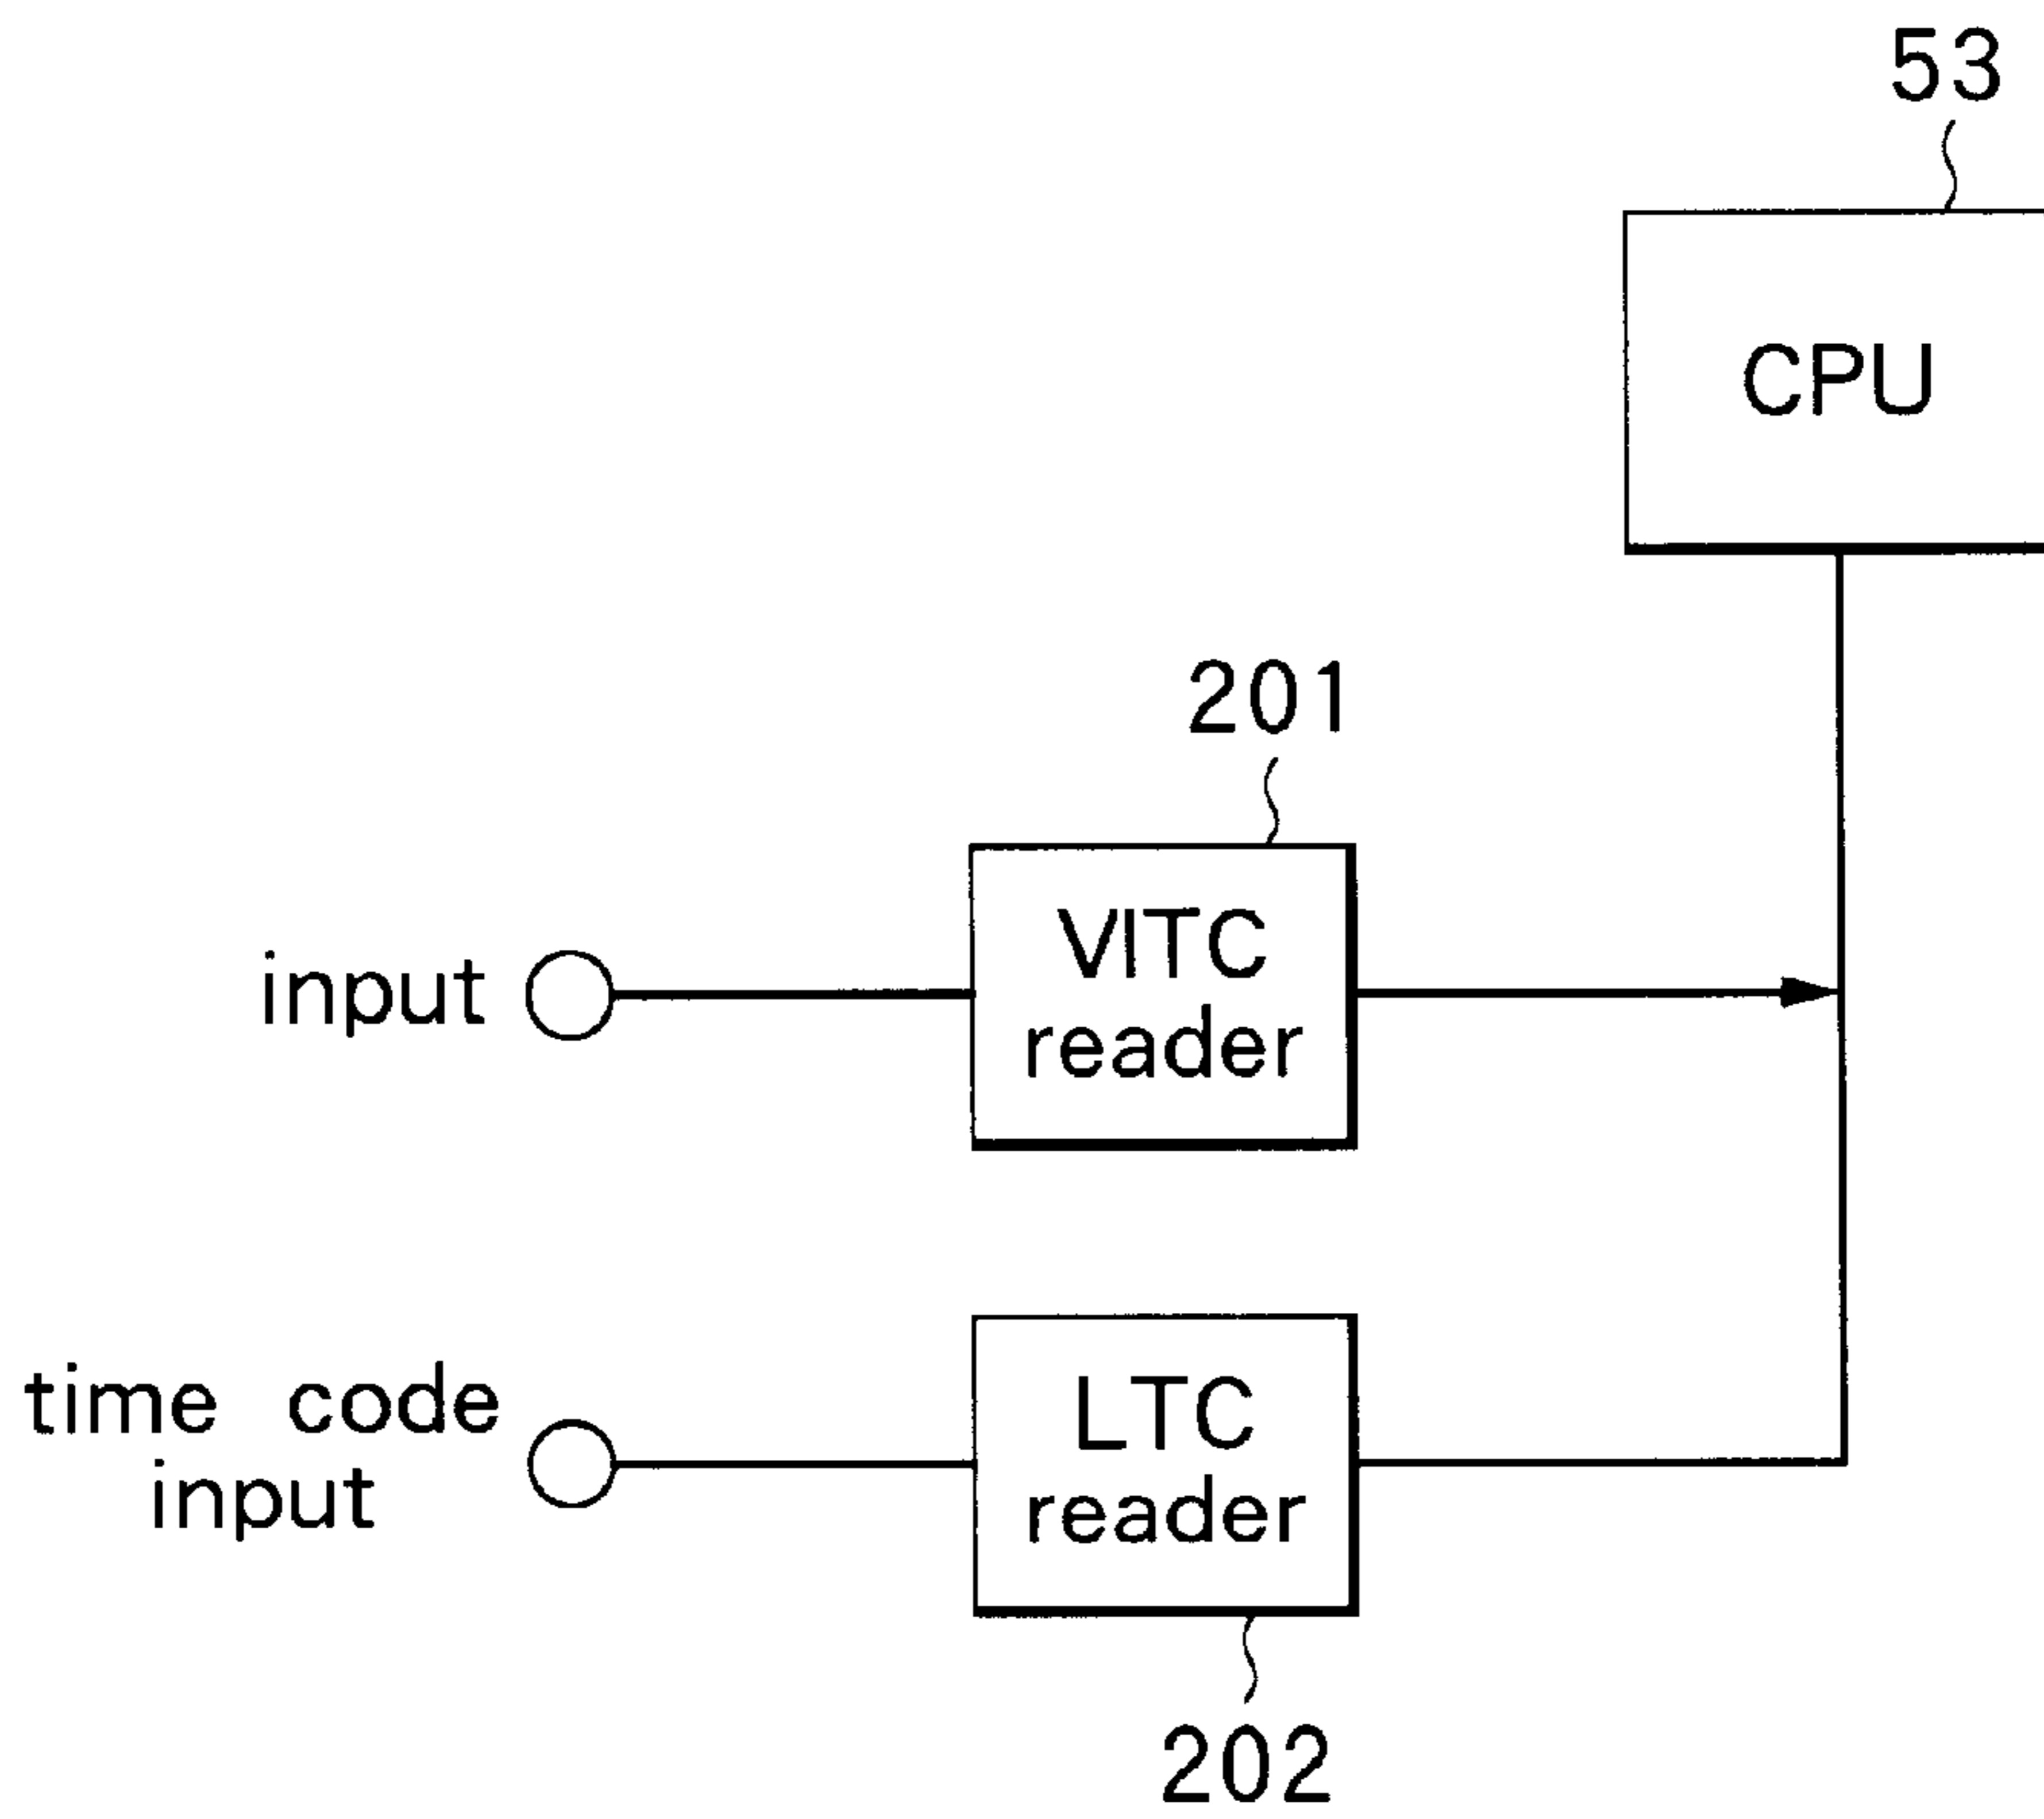 53
CPU
201
VITC
reader
input
LTC
reader
time code
input
202